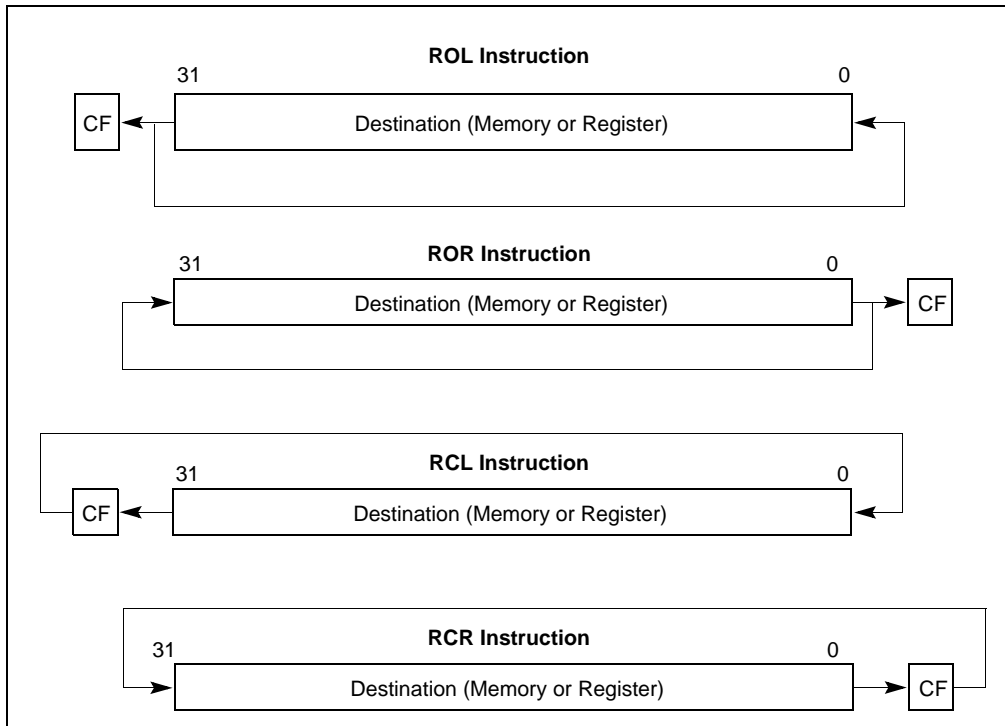 ROL Instruction
31 0
CF Destination (Memory or Register)
ROR Instruction
31 0
Destination (Memory or Register) CF
RCL Instruction
31 0
CF Destination (Memory or Register)
RCR Instruction
31 0
Destination (Memory or Register) CF